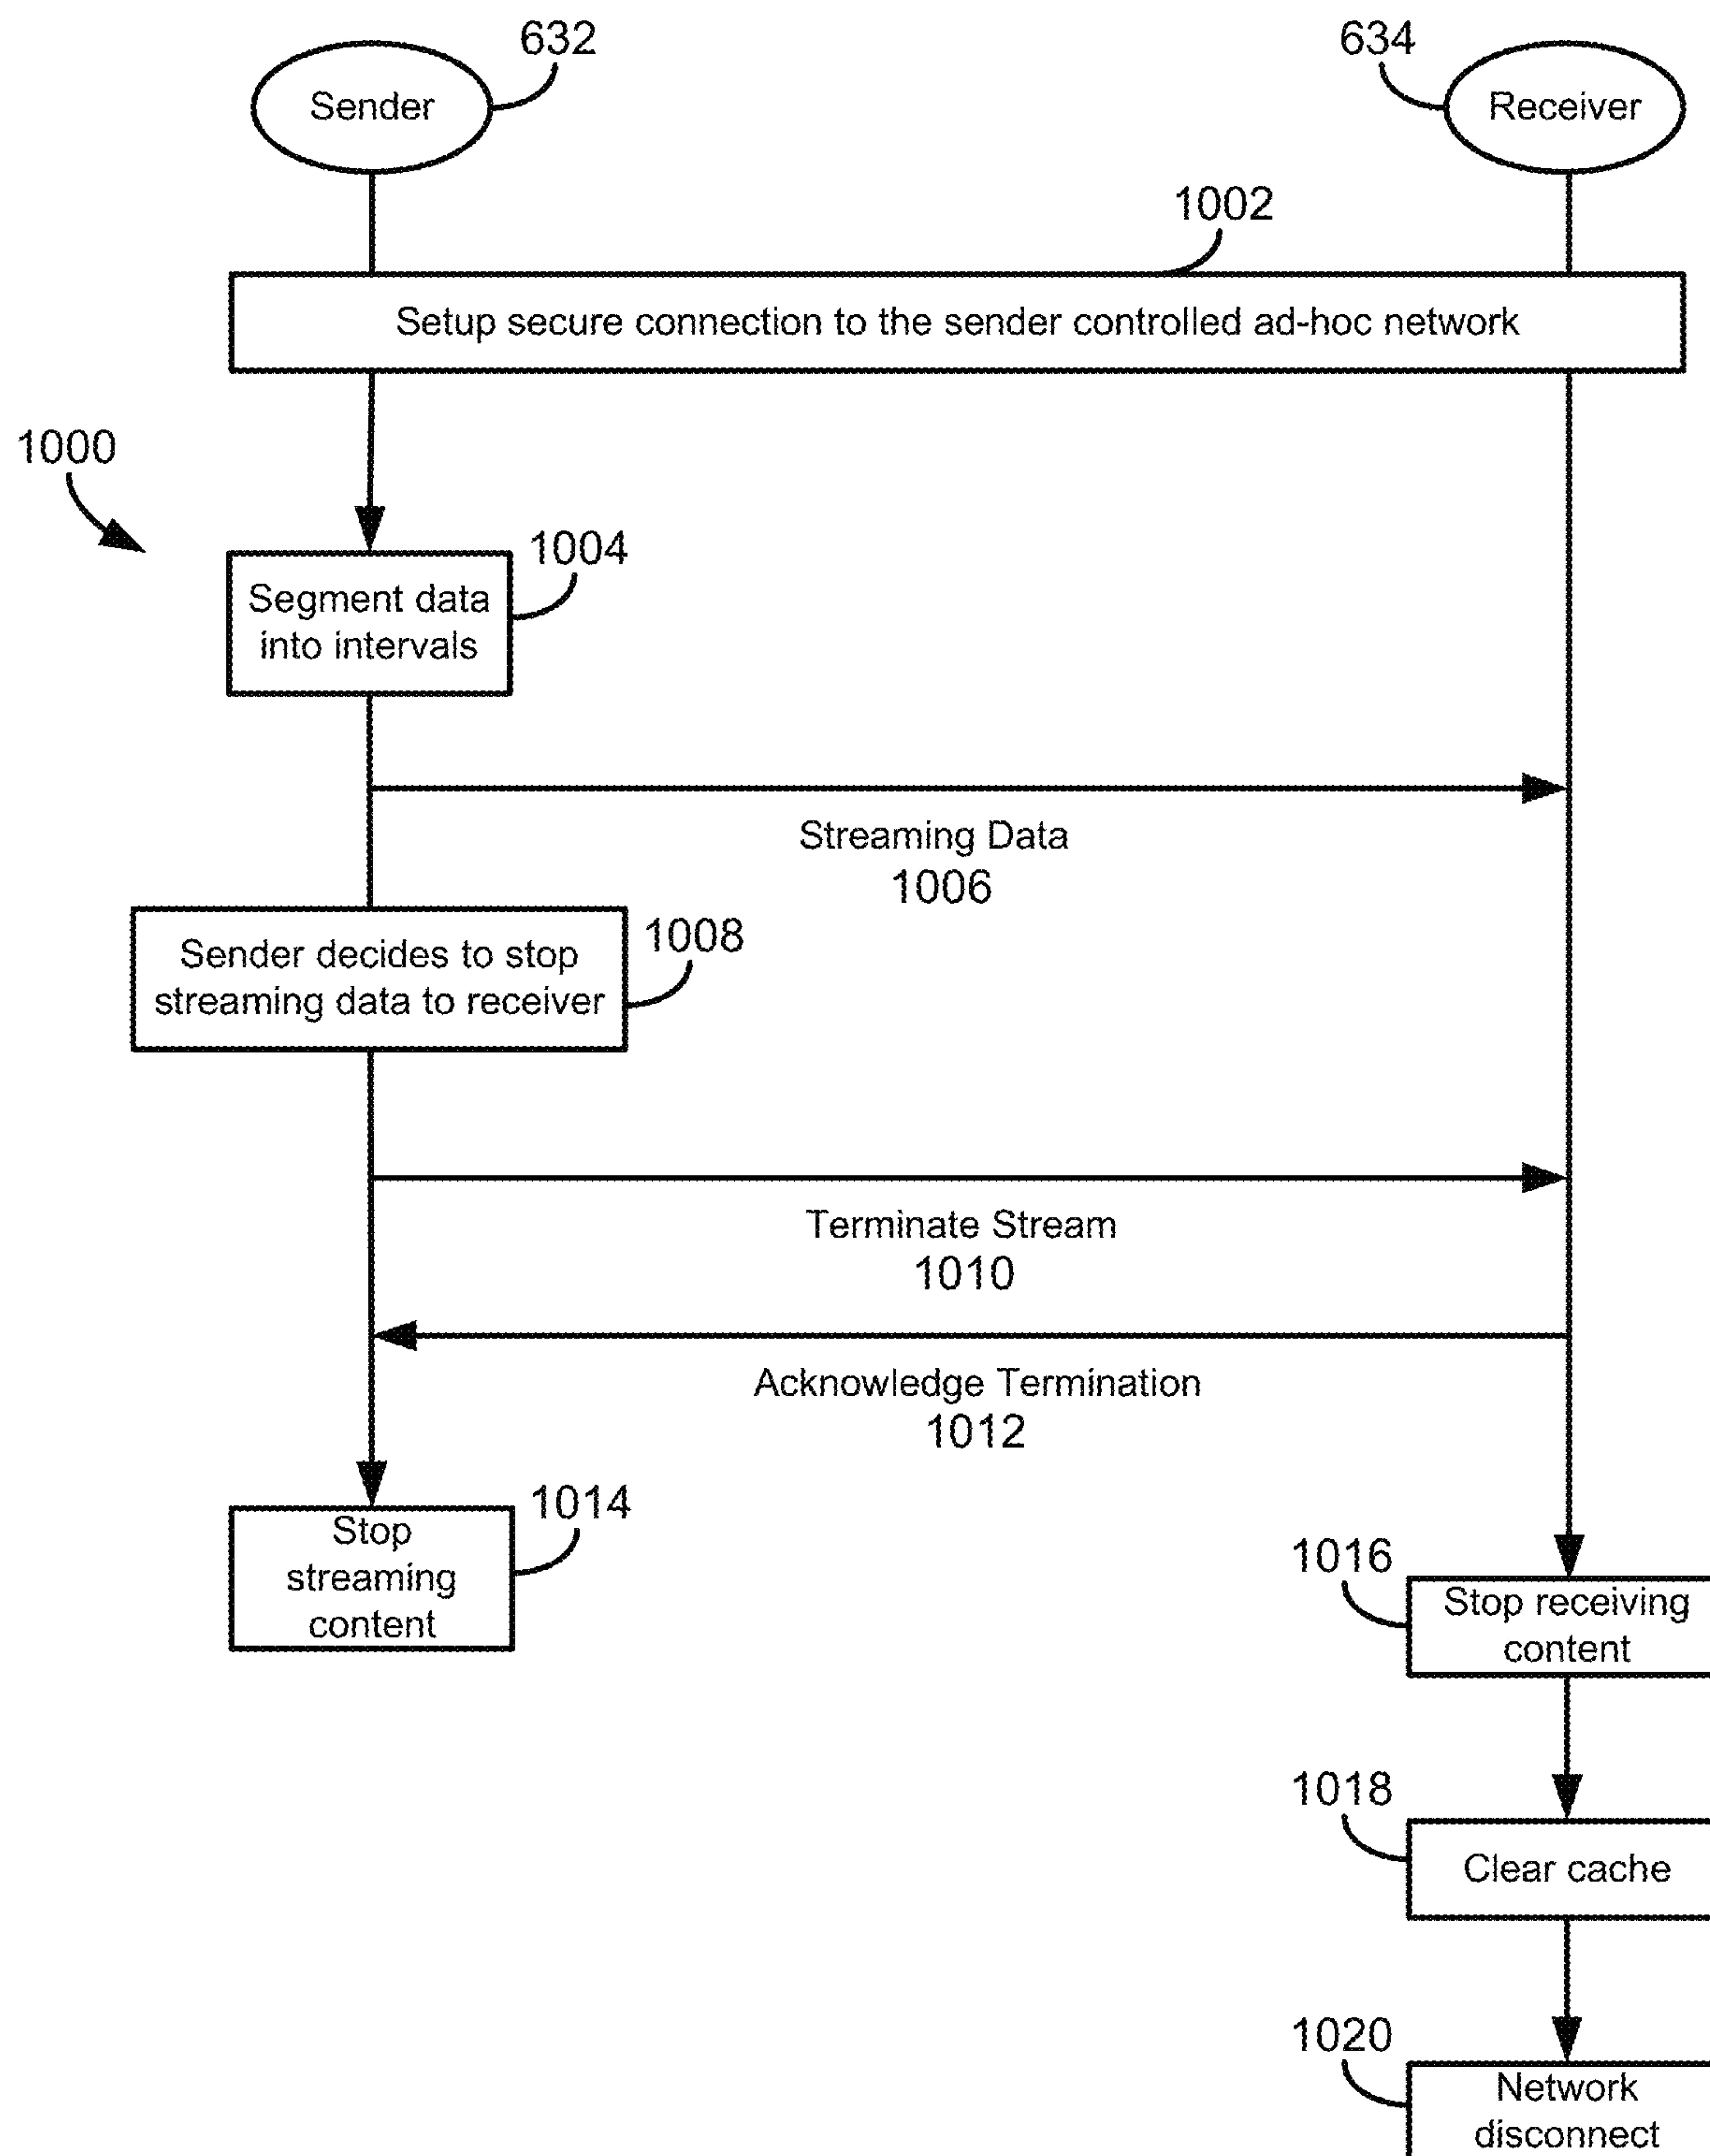 632
634
Sender
Receiver
1002
Setup secure connection to the sender controlled ad-hoc network
1000
1004
Segment data
into intervals
Streaming Data
1006
1008
Sender decides to stop
streaming data to receiver
Terminate Stream
1010
Acknowledge Termination
1012
1014
Stop
streaming
content
1016
Stop receiving
content
1018
Clear cache
1020
Network
disconnect